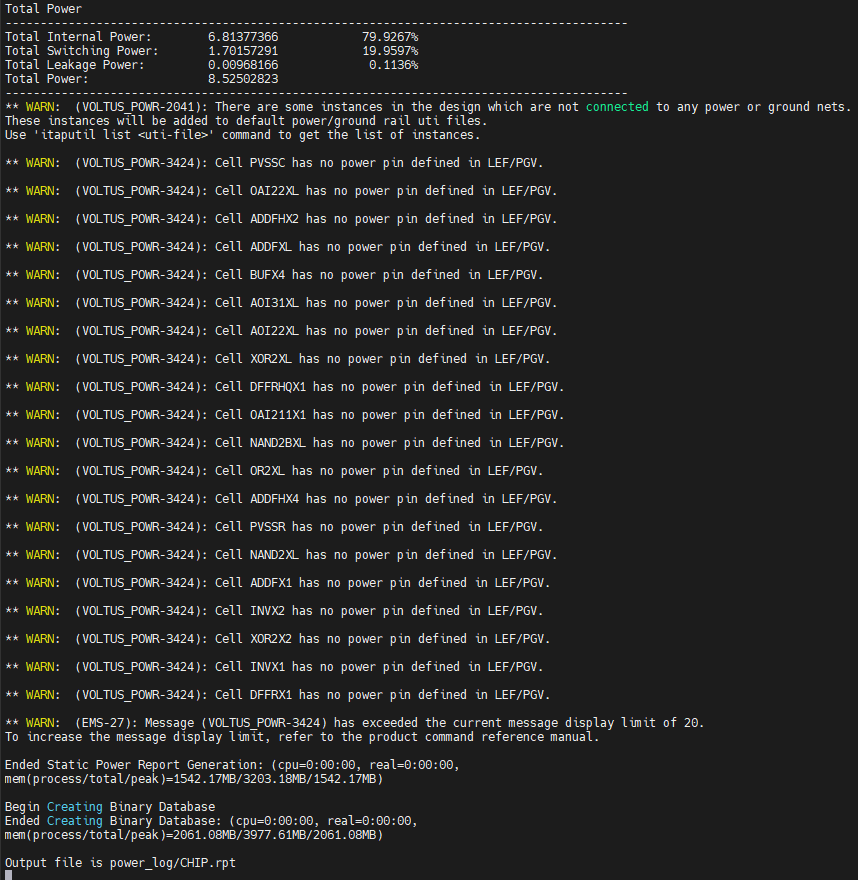 Total Power
-----------------------------------------------------------------------------------------
Total Internal Power:        6.81377366            79.9267%
Total Switching Power:       1.70157291            19.9597%
Total Leakage Power:         0.00968166             0.1136%
Total Power:                 8.52502823
-----------------------------------------------------------------------------------------
** WARN:  (VOLTUS_POWR-2041): There are some instances in the design which are not connected to any power or ground nets.
These instances will be added to default power/ground rail uti files.
Use 'itaputil list <uti-file>' command to get the list of instances.
** WARN:  (VOLTUS_POWR-3424): Cell PVSSC has no power pin defined in LEF/PGV.
** WARN:  (VOLTUS_POWR-3424): Cell OAI22XL has no power pin defined in LEF/PGV.
** WARN:  (VOLTUS_POWR-3424): Cell ADDFHX2 has no power pin defined in LEF/PGV.
** WARN:  (VOLTUS_POWR-3424): Cell ADDFXL has no power pin defined in LEF/PGV.
** WARN:  (VOLTUS_POWR-3424): Cell BUFX4 has no power pin defined in LEF/PGV.
** WARN:  (VOLTUS_POWR-3424): Cell AOI31XL has no power pin defined in LEF/PGV.
** WARN:  (VOLTUS_POWR-3424): Cell AOI22XL has no power pin defined in LEF/PGV.
** WARN:  (VOLTUS_POWR-3424): Cell XOR2XL has no power pin defined in LEF/PGV.
** WARN:  (VOLTUS_POWR-3424): Cell DFFRHQX1 has no power pin defined in LEF/PGV.
** WARN:  (VOLTUS_POWR-3424): Cell OAI211X1 has no power pin defined in LEF/PGV.
** WARN:  (VOLTUS_POWR-3424): Cell NAND2BXL has no power pin defined in LEF/PGV.
** WARN:  (VOLTUS_POWR-3424): Cell OR2XL has no power pin defined in LEF/PGV.
** WARN:  (VOLTUS_POWR-3424): Cell ADDFHX4 has no power pin defined in LEF/PGV.
** WARN:  (VOLTUS_POWR-3424): Cell PVSSR has no power pin defined in LEF/PGV.
** WARN:  (VOLTUS_POWR-3424): Cell NAND2XL has no power pin defined in LEF/PGV.
** WARN:  (VOLTUS_POWR-3424): Cell ADDFX1 has no power pin defined in LEF/PGV.
** WARN:  (VOLTUS_POWR-3424): Cell INVX2 has no power pin defined in LEF/PGV.
** WARN:  (VOLTUS_POWR-3424): Cell XOR2X2 has no power pin defined in LEF/PGV.
** WARN:  (VOLTUS_POWR-3424): Cell INVX1 has no power pin defined in LEF/PGV.
** WARN:  (VOLTUS_POWR-3424): Cell DFFRX1 has no power pin defined in LEF/PGV.
** WARN:  (EMS-27): Message (VOLTUS_POWR-3424) has exceeded the current message display limit of 20.
To increase the message display limit, refer to the product command reference manual.
Ended Static Power Report Generation: (cpu=0:00:00, real=0:00:00,
mem(process/total/peak)=1542.17MB/3203.18MB/1542.17MB)
Begin Creating Binary Database
Ended Creating Binary Database: (cpu=0:00:00, real=0:00:00,
mem(process/total/peak)=2061.08MB/3977.61MB/2061.08MB)
Output file is power_log/CHIP.rpt